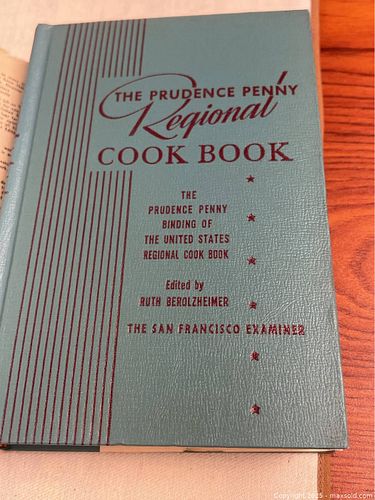 THE PRUDENCE PENNY
Regional
COOK BOOK
THE
PRUDENCE PENNY
BINDING OF
THE UNITED STATES
REGIONAL COOK BOOK
Edited by
RUTH BEROLZHEIMER
THE SAN FRANCISCO EXAMINER
Copyright 2025 - maxsold.com